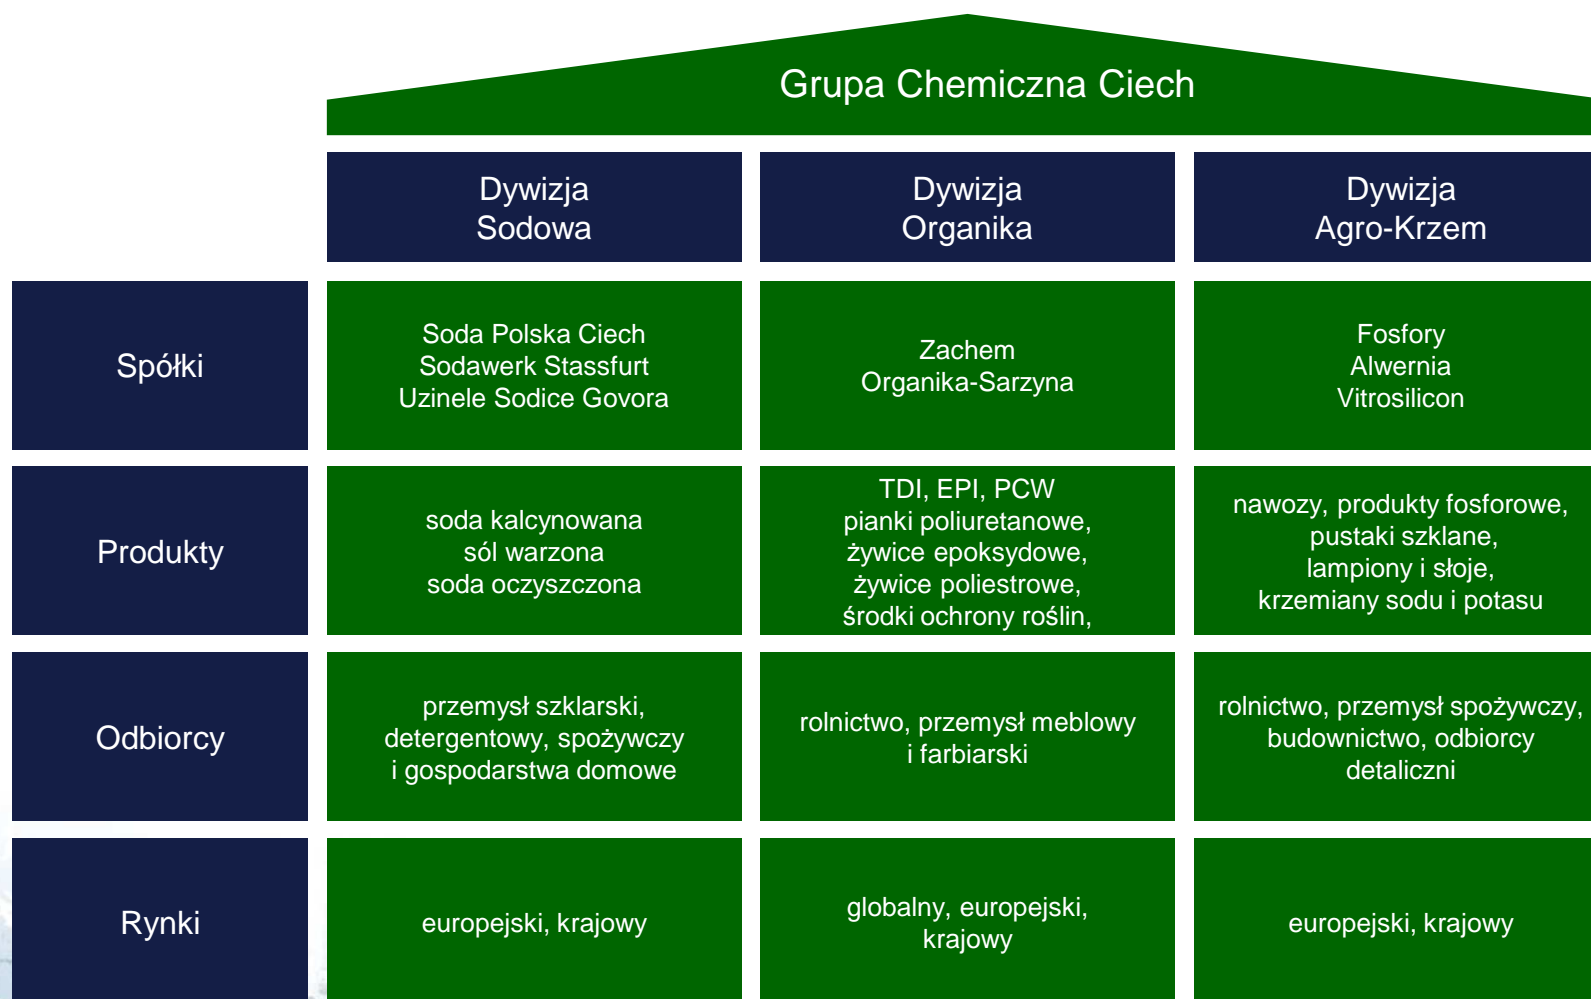 Grupa Chemiczna Ciech
Dywizja
Sodowa
Dywizja
Organika
Dywizja
Agro-Krzem
Spółki
Soda Polska Ciech
Sodawerk Stassfurt
Uzinele Sodice Govora
Zachem
Organika-Sarzyna
Fosfory
Alwernia
Vitrosilicon
Produkty
soda kalcynowana
sól warzona
soda oczyszczona
TDI, EPI, PCW
pianki poliuretanowe,
żywice epoksydowe,
żywice poliestrowe,
środki ochrony roślin,
nawozy, produkty fosforowe,
pustaki szklane,
lampiony i słoje,
krzemiany sodu i potasu
Odbiorcy
przemysł szklarski,
detergentowy, spożywczy
i gospodarstwa domowe
rolnictwo, przemysł meblowy
i farbiarski
rolnictwo, przemysł spożywczy,
budownictwo, odbiorcy
detaliczni
Rynki
europejski, krajowy
globalny, europejski,
krajowy
europejski, krajowy